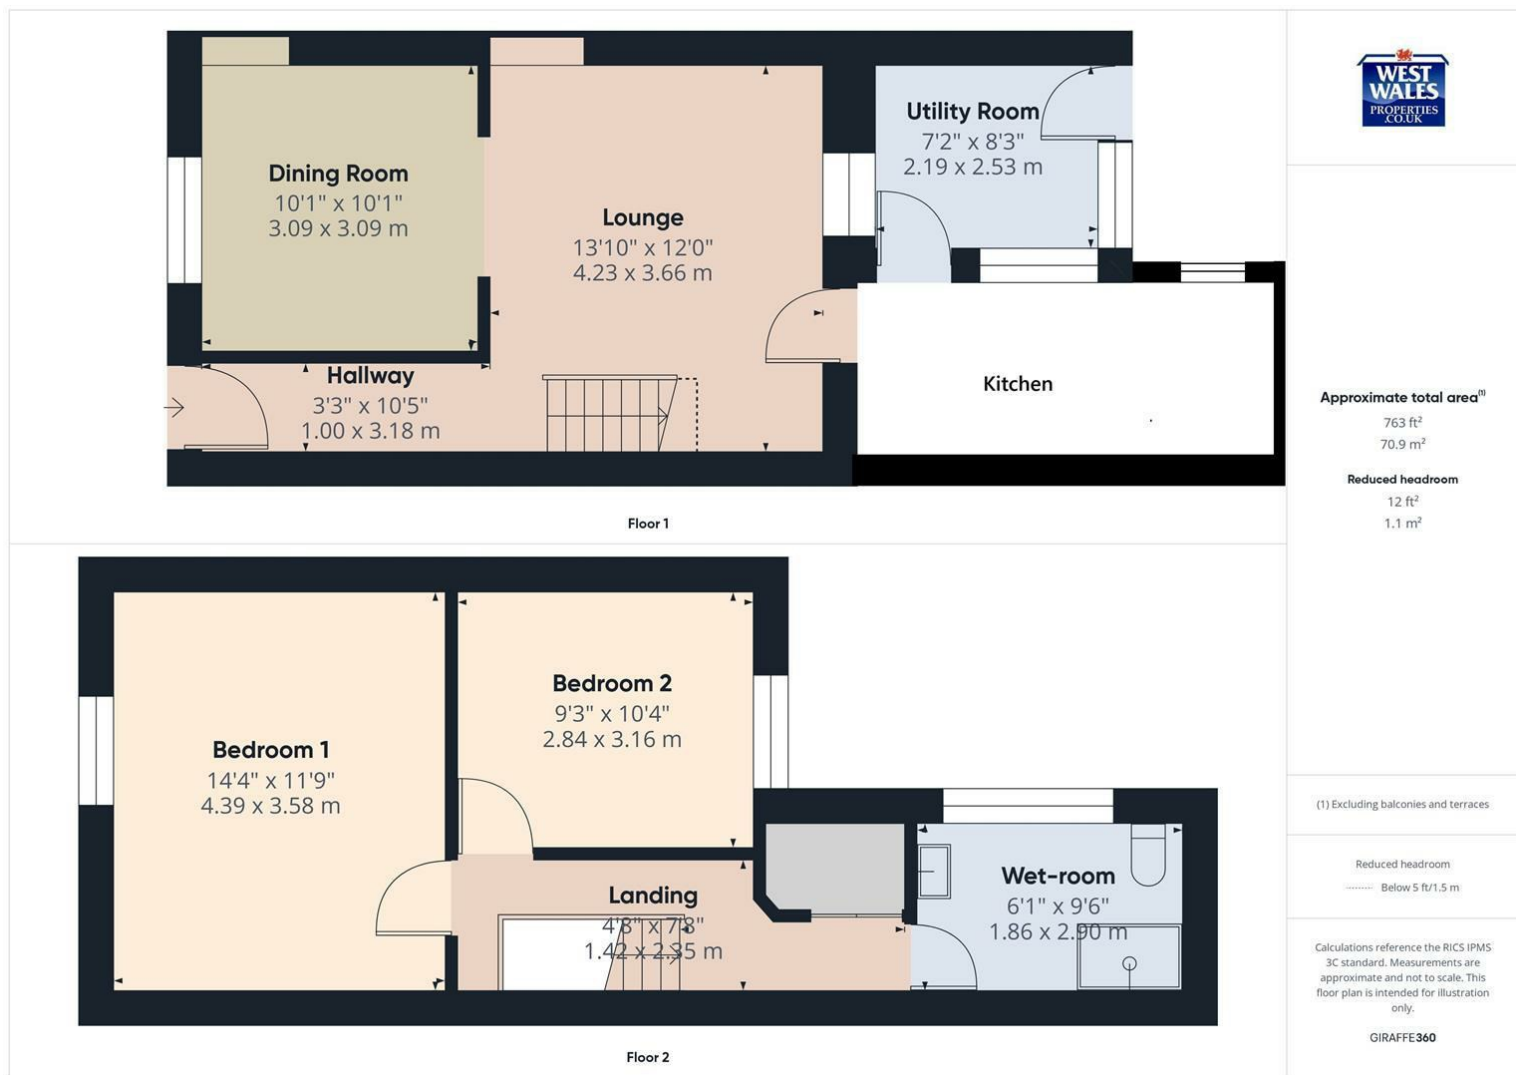 Dining Room
10'1" x 10'1"
3.09 x 3.09 m
Lounge
13'10" x 12'0"
4.23 x 3.66 m
Utility Room
7'2" x 8'3"
2.19 x 2.53 m
Hallway
3'3" x 10'5"
1.00 x 3.18 m
Kitchen
Floor 1
Bedroom 1
14'4" x 11'9"
4.39 x 3.58 m
Bedroom 2
9'3" x 10'4"
2.84 x 3.16 m
Landing
4'8" x 7'8"
1.42 x 2.35 m
Wet-room
6'1" x 9'6"
1.86 x 2.90 m
Floor 2
WEST
WALES
PROPERTIES
.CO.UK
Approximate total area(1)
763 ft²
70.9 m²
Reduced headroom
12 ft²
1.1 m²
(1) Excluding balconies and terraces
Reduced headroom
Below 5 ft/1.5 m
Calculations reference the RICS IPMS
3C standard. Measurements are
approximate and not to scale. This
floor plan is intended for illustration
only.
GIRAFFE360